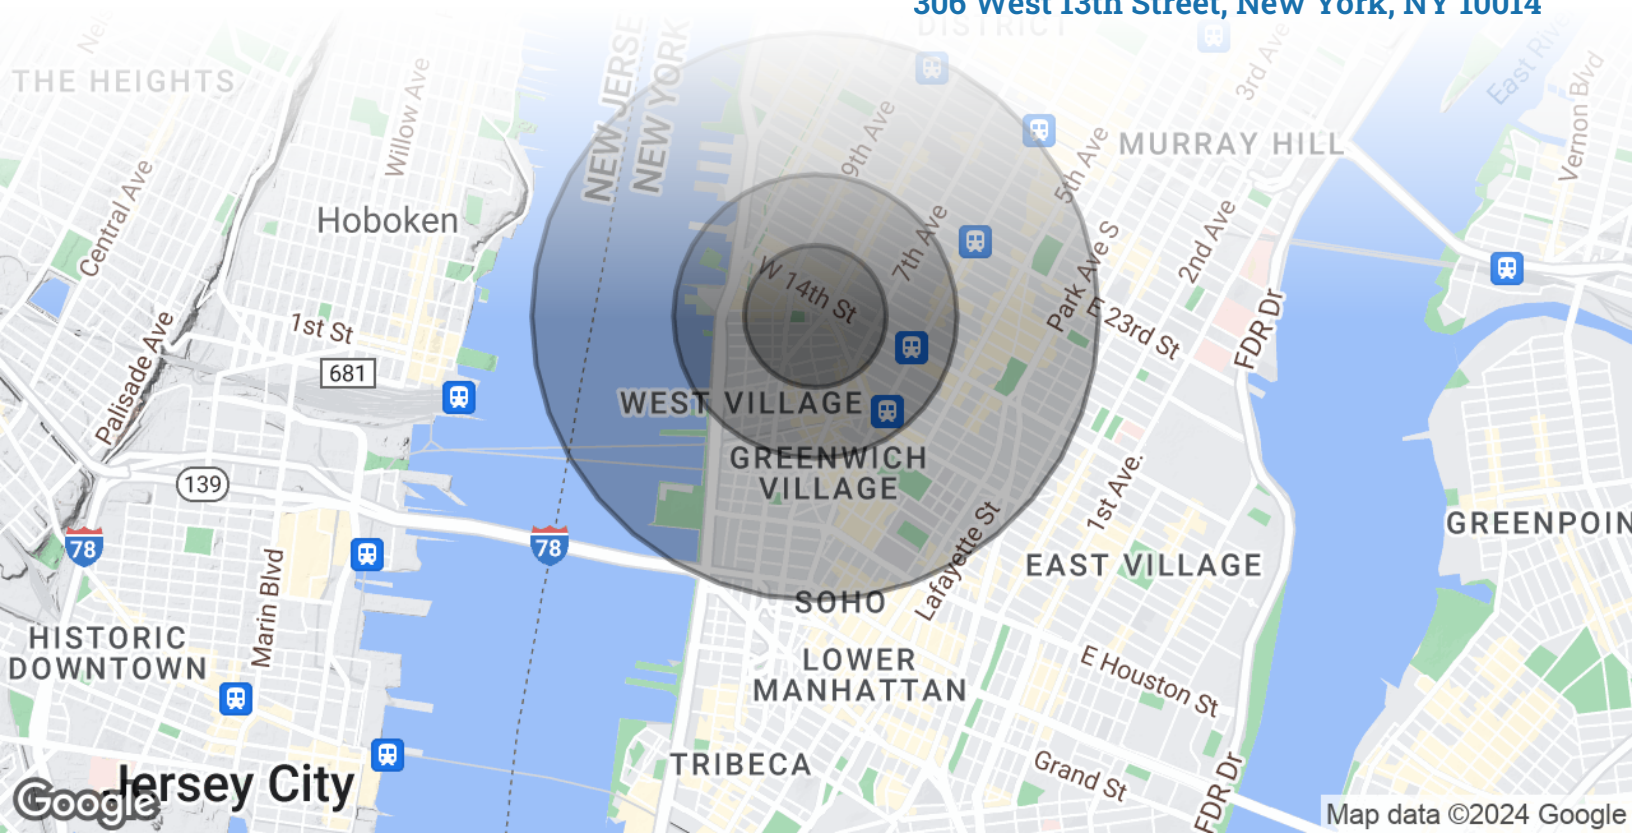 306 West 13th Street, New York, NY 10014
DISTRICT
THE HEIGHTS
Willow Ave
NEW JERSE
NEW YORK
3rd Ave
East River
Vernon Blvd
9th Ave
5th Ave
MURRAY HILL
Central Ave
Hoboken
7th Ave
2nd Ave
Park Ave S
W 14th St
1st St
E 23rd St
FDR Dr
681
Palisade Ave
WEST VILLAGE
GREENWICH
VILLAGE
139
1st Ave.
Lafayette St
78
78
GREENPOIN
EAST VILLAGE
Marin Blvd
SOHO
HISTORIC
DOWNTOWN
LOWER
MANHATTAN
E Houston St
TRIBECA
Grand St
FDR Dr
Jersey City
Google
Map data ©2024 Google